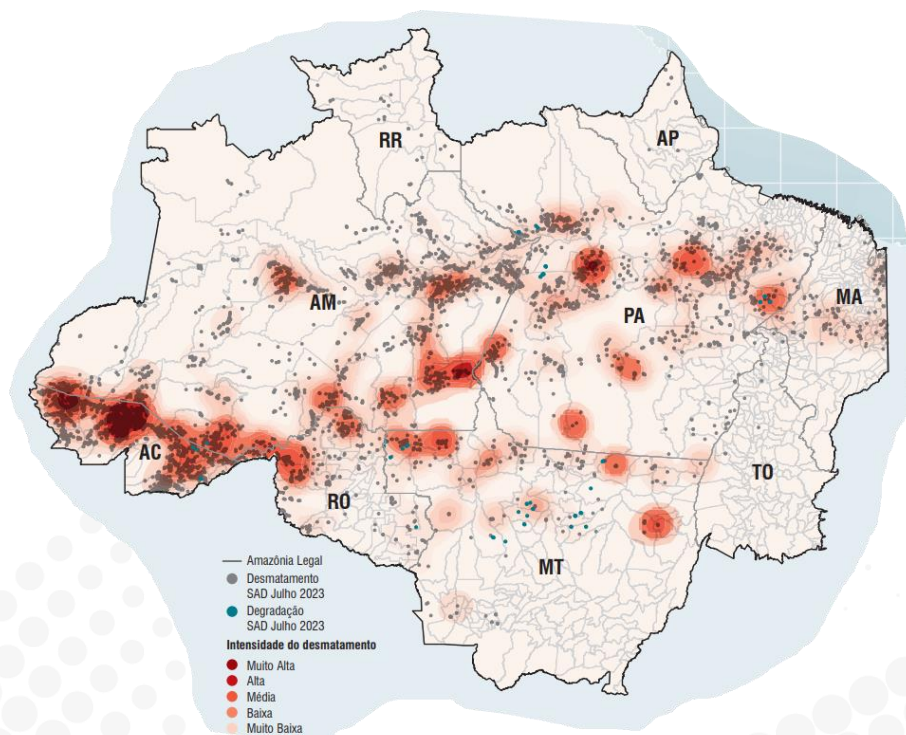 RR
AP
AM
PA
MA
AC
RO
TO
MT
Amazônia Legal
Desmatamento
SAD Julho 2023
Degradação
SAD Julho 2023
Intensidade do desmatamento
Muito Alta
Alta
Média
Baixa
Muito Baixa